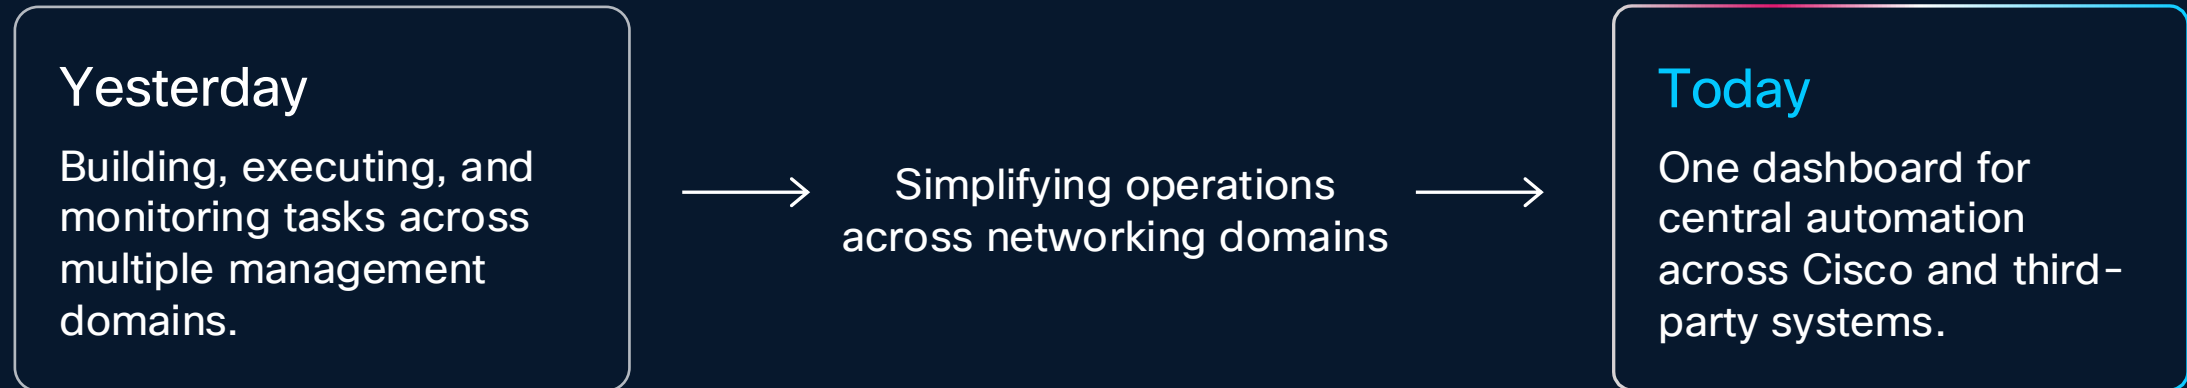 Yesterday
Building, executing, and
monitoring tasks across
multiple management
domains.
Simplifying operations
across networking domains
Today
One dashboard for
central automation
across Cisco and third-
party systems.